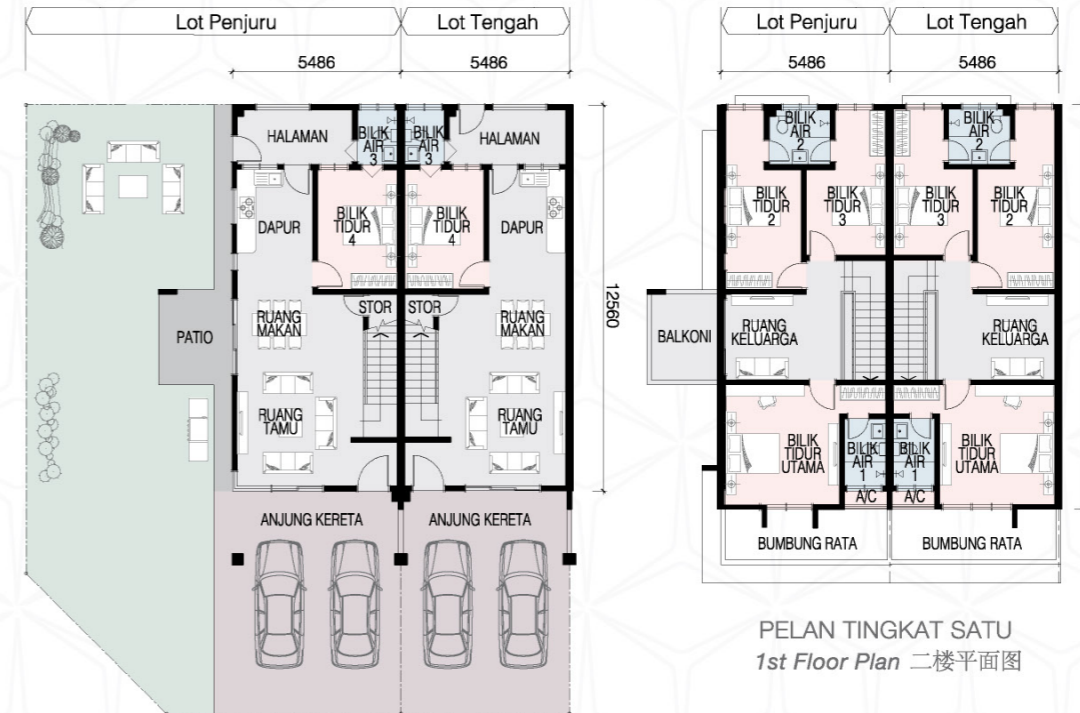 Lot Penjuru
Lot Tengah
5486
5486
HALAMAN
BILIK
AIR
3
BILIK
AIR
3
HALAMAN
DAPUR
BILIK
TIDUR
4
BILIK
TIDUR
4
DAPUR
STOR
STOR
RUANG
MAKAN
RUANG
MAKAN
12560
PATIO
RUANG
TAMU
RUANG
TAMU
ANJUNG KERETA
ANJUNG KERETA
Lot Penjuru
Lot Tengah
5486
5486
BILIK
AIR
2
BILIK
AIR
2
BILIK
TIDUR
2
BILIK
TIDUR
3
BILIK
TIDUR
3
BILIK
TIDUR
2
BALKONI
RUANG
KELUARGA
RUANG
KELUARGA
BILIK
TIDUR
UTAMA
BILIK
AIR
1
BILIK
AIR
1
BILIK
TIDUR
UTAMA
A/C
A/C
BUMBUNG RATA
BUMBUNG RATA
PELAN TINGKAT SATU
1st Floor Plan 二楼平面图